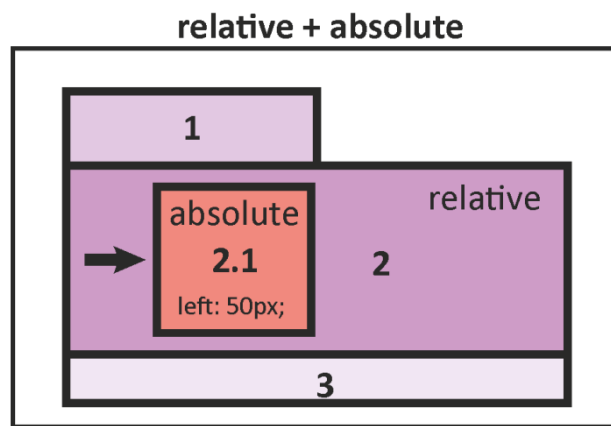 relative + absolute
1
relative
absolute
2.1
2
left: 50px;
3